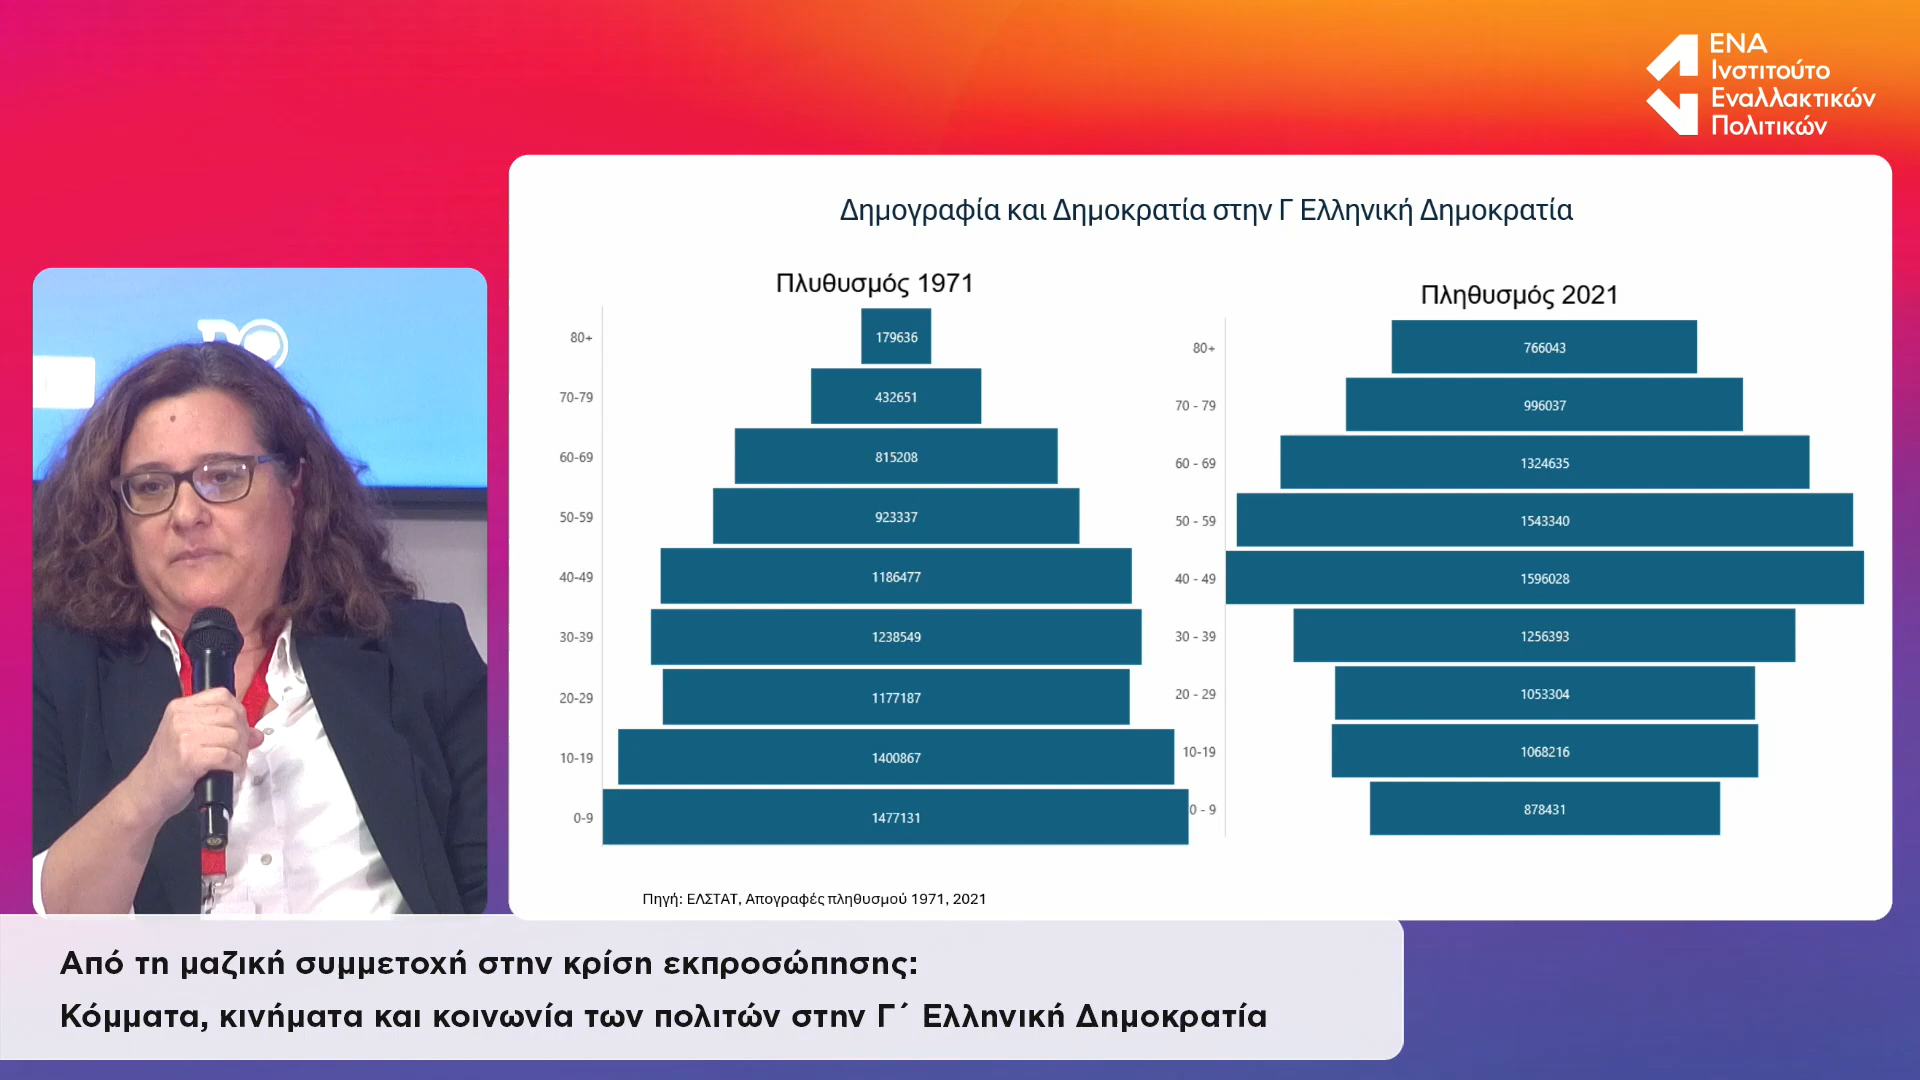 ΕΝΑ
Ινστιτούτο
Εναλλακτικών
Πολιτικών
Δημογραφία και Δημοκρατία στην Γ Ελληνική Δημοκρατία
Πλυθυσμός 1971
80+ 179636
70-79 432651
60-69 815208
50-59 923337
40-49 1186477
30-39 1238549
20-29 1177187
10-19 1400867
0-9 1477131
Πληθυσμός 2021
80+ 766043
70 - 79 996037
60 - 69 1324635
50 - 59 1543340
40 - 49 1596028
30 - 39 1256393
20 - 29 1053304
10-19 1068216
0 - 9 878431
Πηγή: ΕΛΣΤΑΤ, Απογραφές πληθυσμού 1971, 2021
Από τη μαζική συμμετοχή στην κρίση εκπροσώπησης:
Κόμματα, κινήματα και κοινωνία των πολιτών στην Γ΄ Ελληνική Δημοκρατία